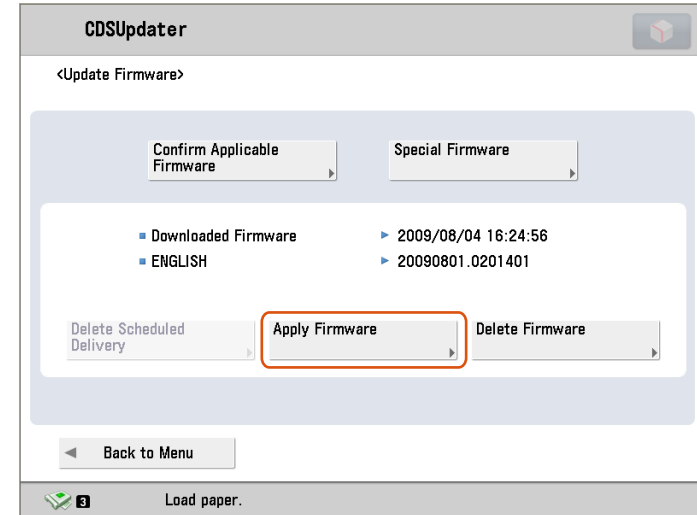 CDSUpdater
<Update Firmware>
Confirm Applicable
Firmware
Special Firmware
Downloaded Firmware
2009/08/04 16:24:56
ENGLISH
20090801.0201401
Delete Scheduled
Delivery
Apply Firmware
Delete Firmware
Back to Menu
3
Load paper.